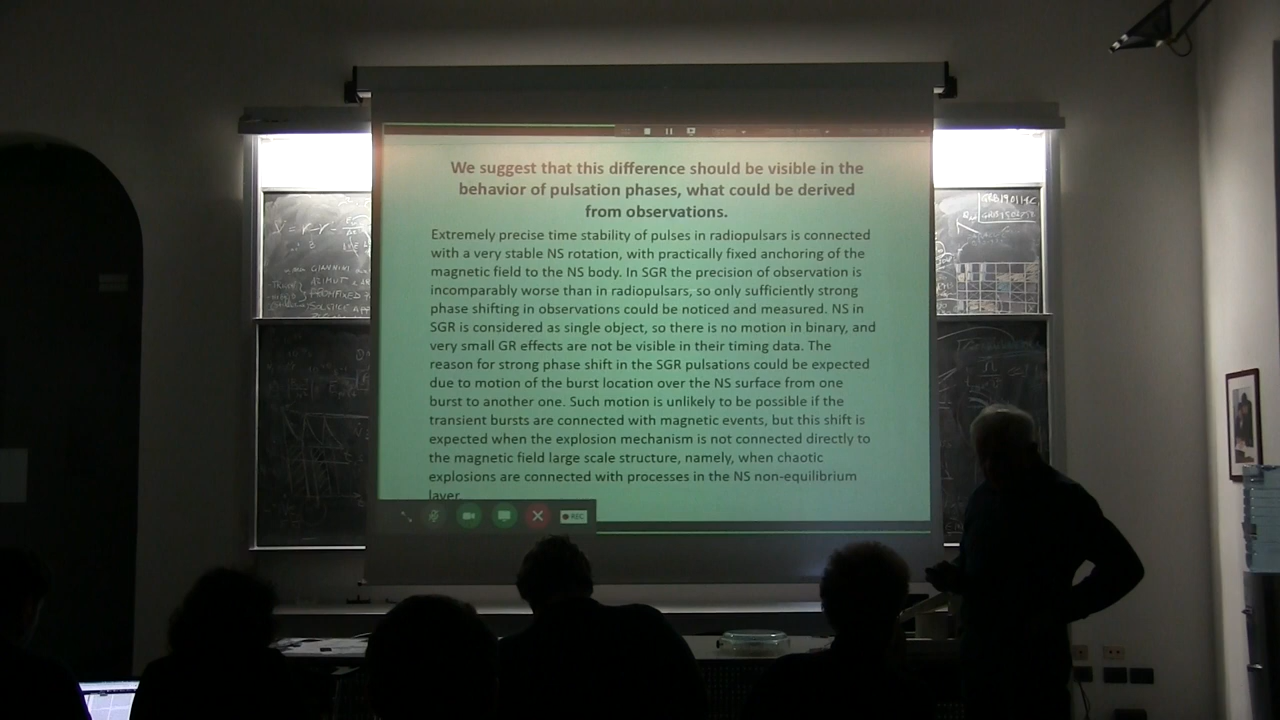 We suggest that this difference should be visible in the
behavior of pulsation phases, what could be derived
from observations.
Extremely precise time stability of pulses in radiopulsars is connected
with a very stable NS rotation, with practically fixed anchoring of the
magnetic field to the NS body. In SGR the precision of observation is
incomparably worse than in radiopulsars, so only sufficiently strong
phase shifting in observations could be noticed and measured. NS in
SGR is considered as single object, so there is no motion in binary, and
very small GR effects are not be visible in their timing data. The
reason for strong phase shift in the SGR pulsations could be expected
due to motion of the burst location over the NS surface from one
burst to another one. Such motion is unlikely to be possible if the
transient bursts are connected with magnetic events, but this shift is
expected when the explosion mechanism is not connected directly to
the magnetic field large scale structure, namely, when chaotic
explosions are connected with processes in the NS non-equilibrium
layer.
REC
GRB190114C